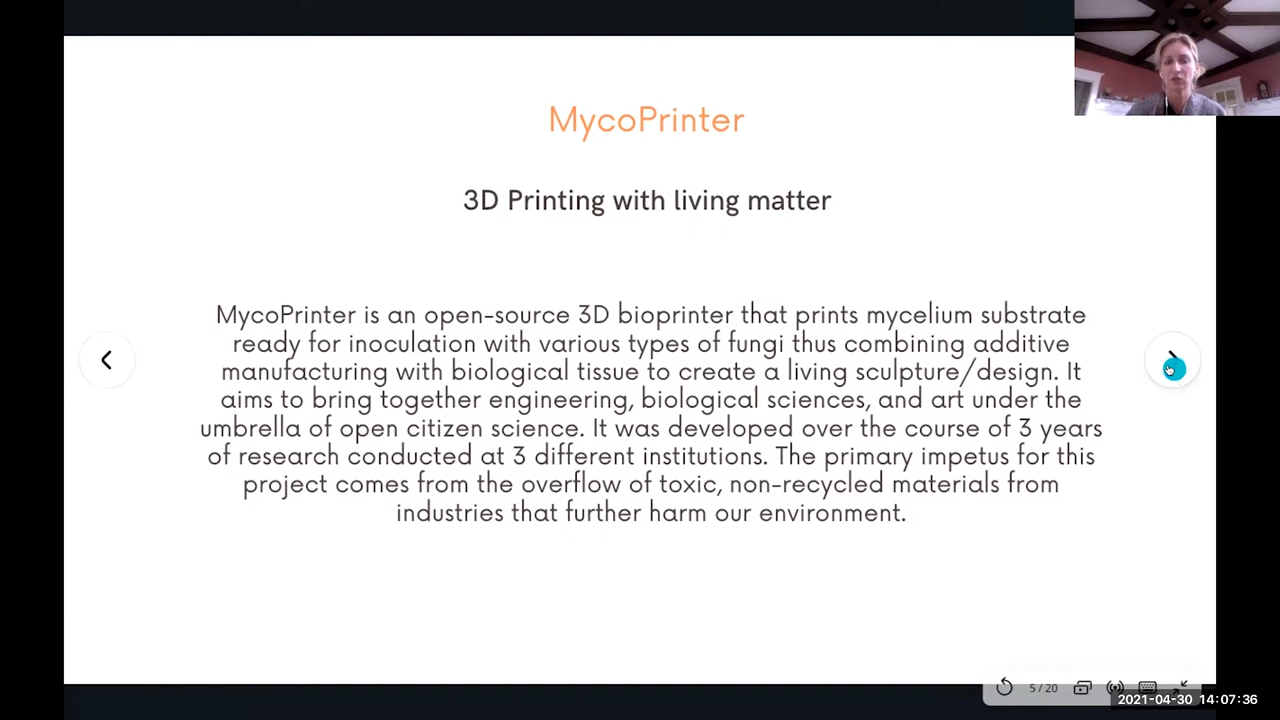 MycoPrinter
3D Printing with living matter
MycoPrinter is an open-source 3D bioprinter that prints mycelium substrate
ready for inoculation with various types of fungi thus combining additive
manufacturing with biological tissue to create a living sculpture/design. It
aims to bring together engineering, biological sciences, and art under the
umbrella of open citizen science. It was developed over the course of 3 years
of research conducted at 3 different institutions. The primary impetus for this
project comes from the overflow of toxic, non-recycled materials from
industries that further harm our environment.
5 / 20
2021-04-30 14:07:36